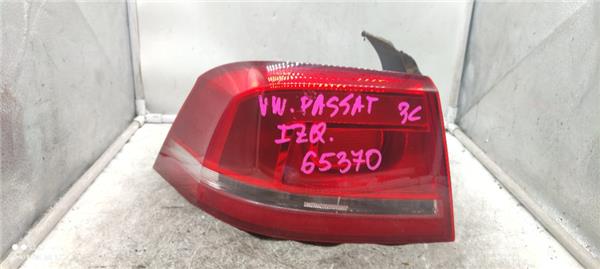 VW. PASSAT 3C
IZQ.
65370